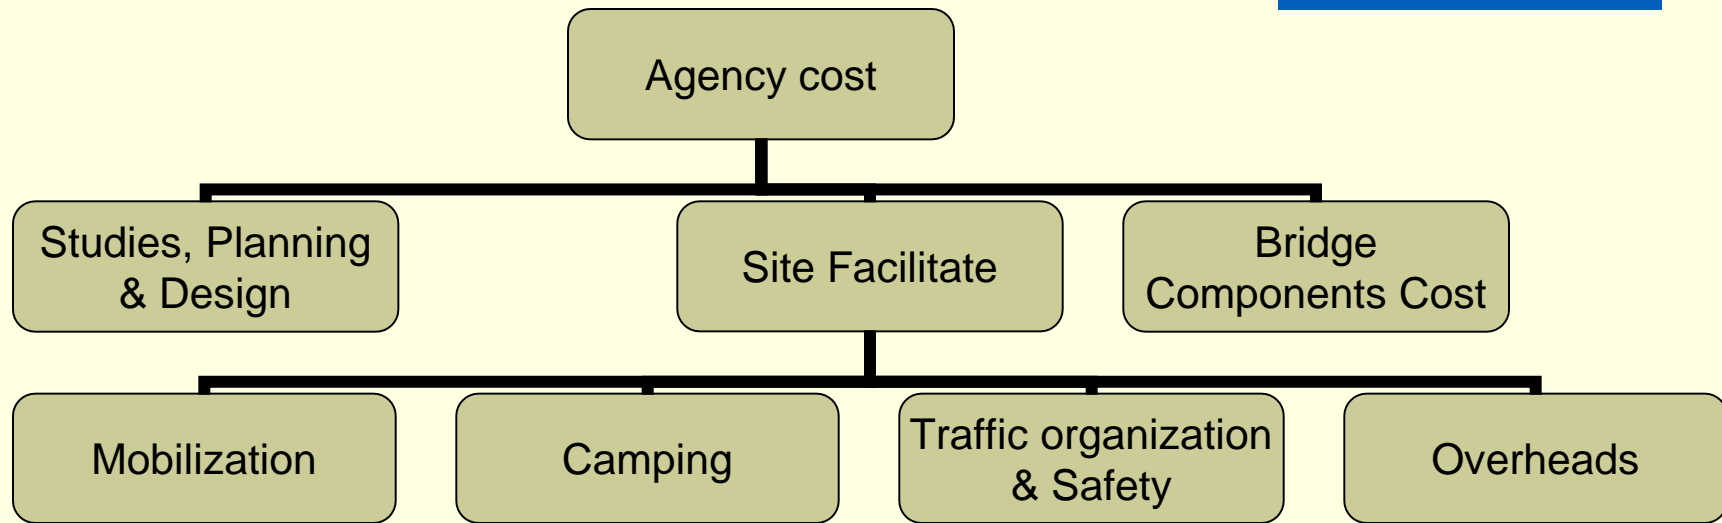 Agency cost
Studies, Planning
& Design
Site Facilitate
Bridge
Components Cost
Mobilization
Camping
Traffic organization
& Safety
Overheads